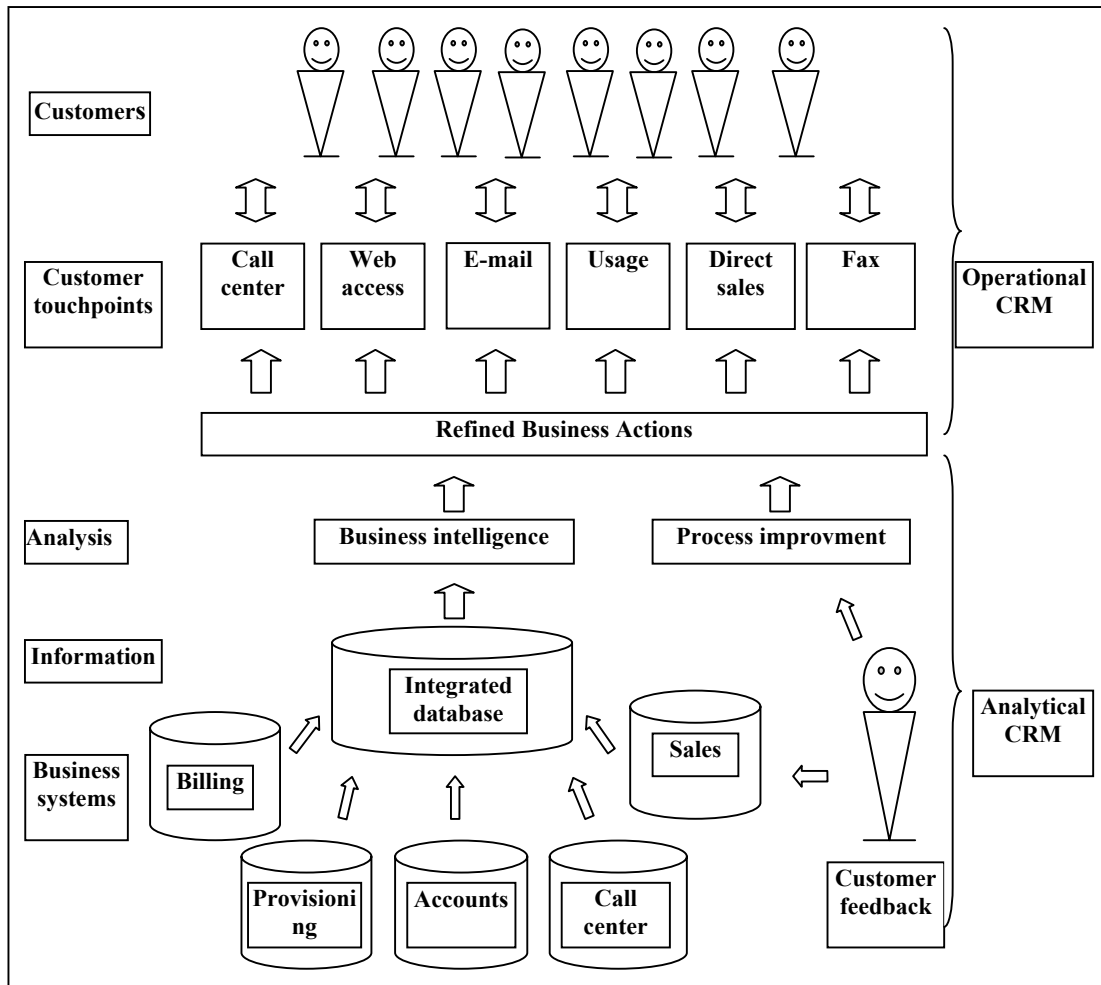 Customers
Customer
touchpoints
Call
center
Web
access
E-mail
Usage
Direct
sales
Fax
Operational
CRM
Refined Business Actions
Analysis
Business intelligence
Process improvment
Information
Integrated
database
Analytical
CRM
Business
systems
Billing
Sales
Provisioni
ng
Accounts
Call
center
Customer
feedback